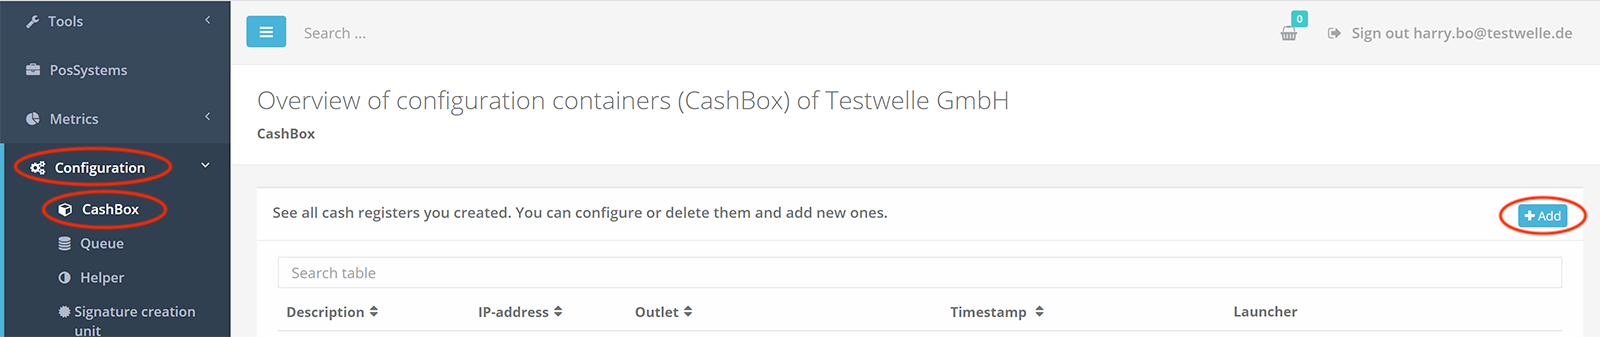 Tools
PosSystems
Metrics
Configuration
CashBox
Queue
Helper
Signature creation
unit
Search ...
0
Sign out harry.bo@testwelle.de
Overview of configuration containers (CashBox) of Testwelle GmbH
CashBox
See all cash registers you created. You can configure or delete them and add new ones.
+ Add
Search table
Description IP-address Outlet Timestamp Launcher